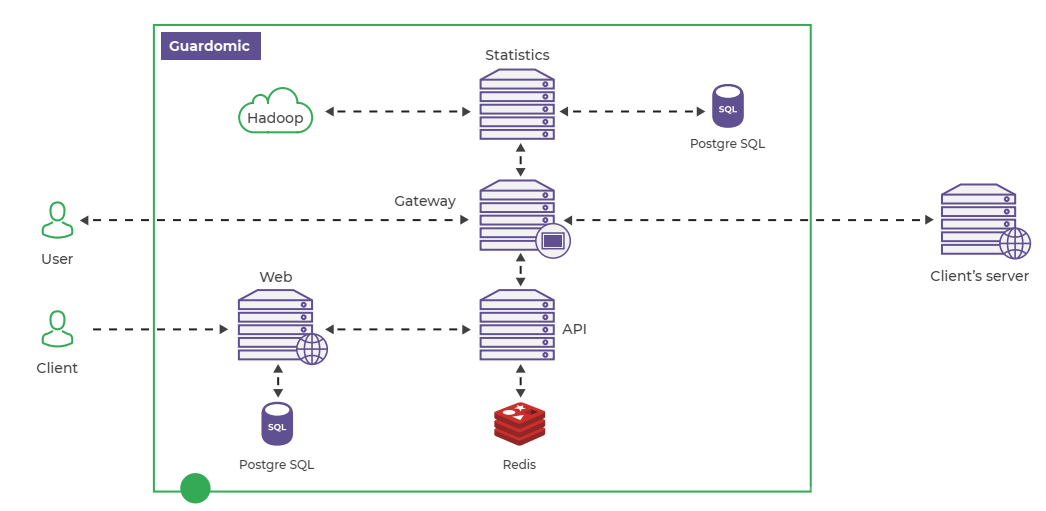 Guardomic
Statistics
Hadoop
SQL
Postgre SQL
Gateway
User
Client's server
Web
API
Client
SQL
Postgre SQL
Redis